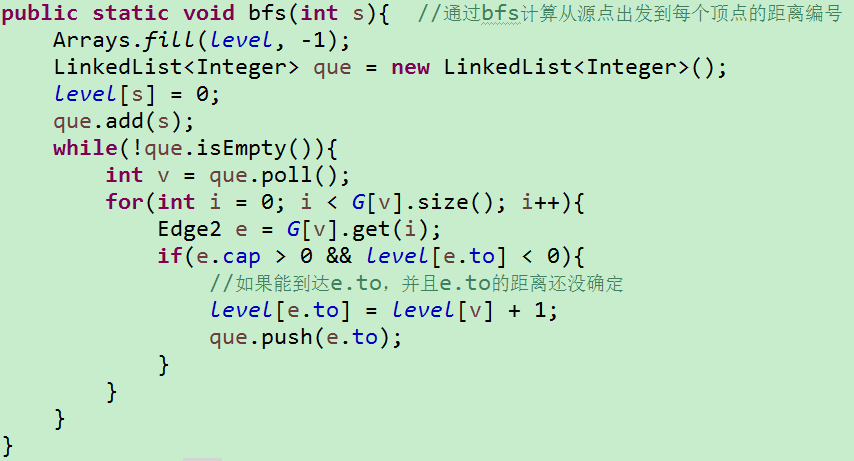 public static void bfs(int s){  //通过bfs计算从源点出发到每个顶点的距离编号
    Arrays.fill(level, -1);
    LinkedList<Integer> que = new LinkedList<Integer>();
    level[s] = 0;
    que.add(s);
    while(!que.isEmpty()){
        int v = que.poll();
        for(int i = 0; i < G[v].size(); i++){
            Edge2 e = G[v].get(i);
            if(e.cap > 0 && level[e.to] < 0){
                //如果能到达e.to，并且e.to的距离还没确定
                level[e.to] = level[v] + 1;
                que.push(e.to);
            }
        }
    }
}